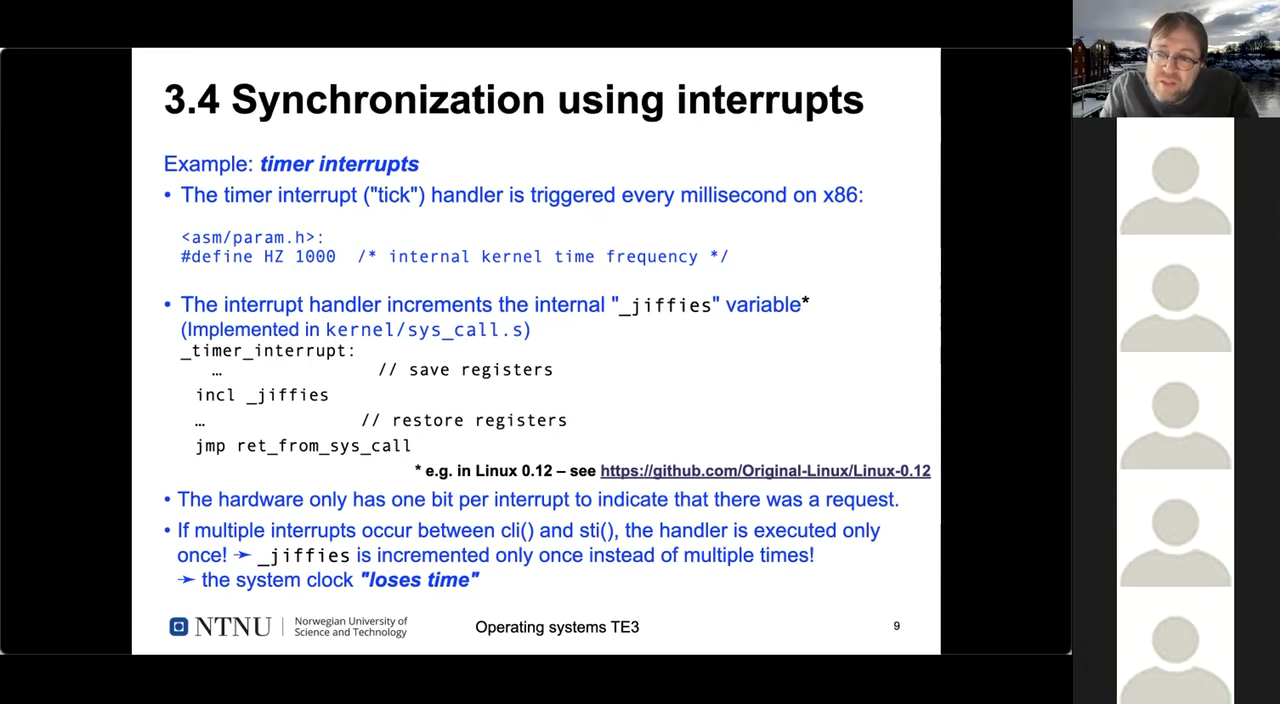 3.4 Synchronization using interrupts
Example: timer interrupts
• The timer interrupt ("tick") handler is triggered every millisecond on x86:
<asm/param.h>:
#define HZ 1000  /* internal kernel time frequency */
• The interrupt handler increments the internal "_jiffies" variable*
(Implemented in kernel/sys_call.s)
_timer_interrupt:
… // save registers
incl _jiffies
… // restore registers
jmp ret_from_sys_call
* e.g. in Linux 0.12 – see https://github.com/Original-Linux/Linux-0.12
• The hardware only has one bit per interrupt to indicate that there was a request.
• If multiple interrupts occur between cli() and sti(), the handler is executed only
once! ➛ _jiffies is incremented only once instead of multiple times!
➛ the system clock "loses time"
NTNU
Norwegian University of
Science and Technology
Operating systems TE3
9